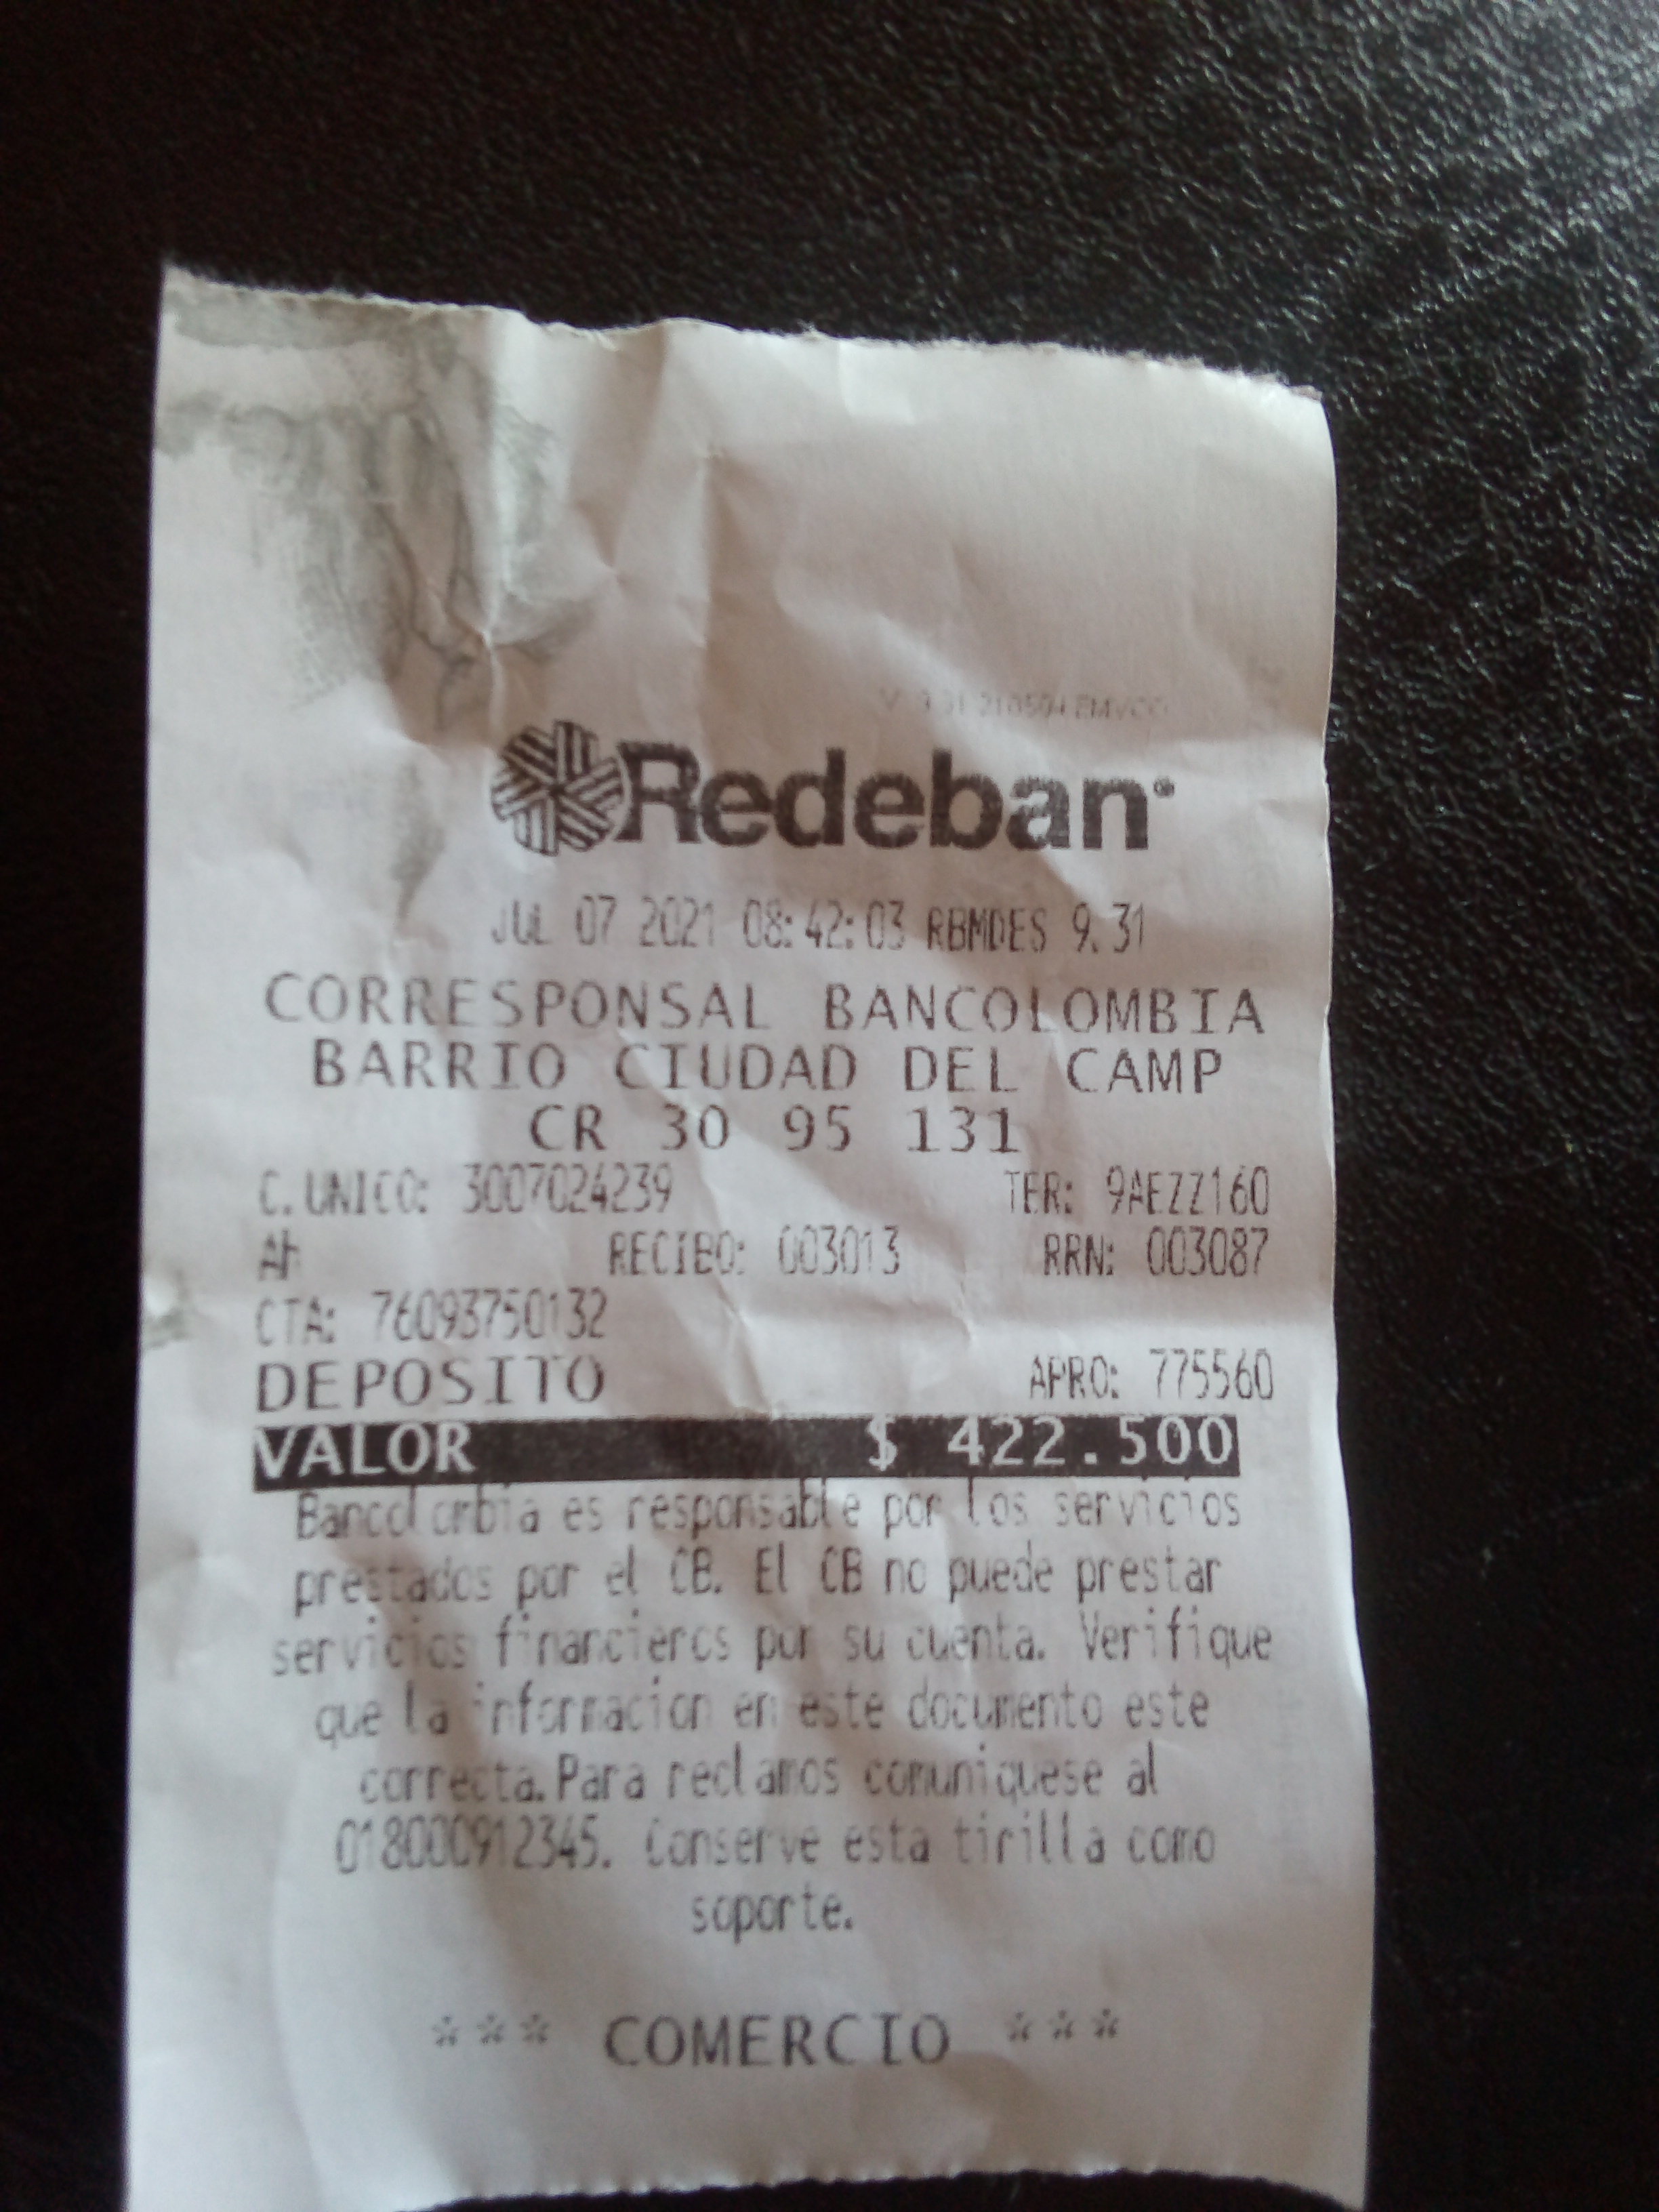 Redeban
JUL 07 2021 08:42:03 RBMDES 9.31
CORRESPONSAL BANCOLOMBIA
BARRIO CIUDAD DEL CAMP
CR 30 95 131
C. UNICO: 3007024239 TER: 9AEZZ160
Ah RECIBO: 003013 RRN: 003087
CTA: 76093750132
DEPOSITO APRO: 775560
VALOR $ 422.500
Bancolombia es responsable por los servicios
prestados por el CB. El CB no puede prestar
servicios financieros por su cuenta. Verifique
que la informacion en este documento este
correcta. Para reclamos comuniquese al
018000912345. Conserve esta tirilla como
soporte.
*** COMERCIO ***